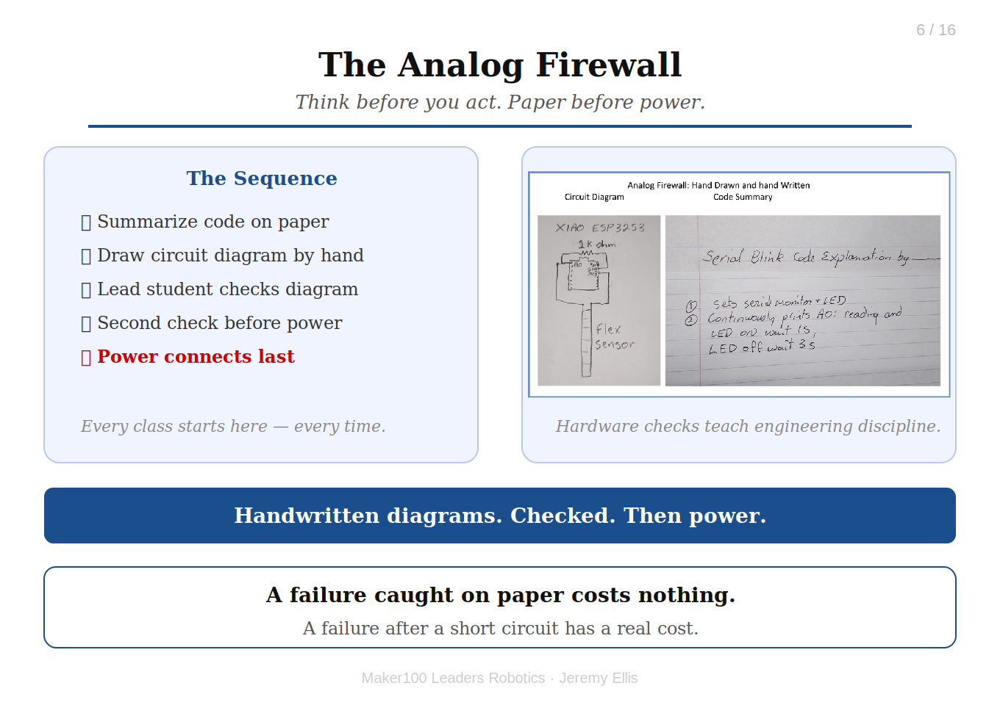 6 / 16
The Analog Firewall
Think before you act. Paper before power.
The Sequence
Summarize code on paper
Draw circuit diagram by hand
Lead student checks diagram
Second check before power
Power connects last
Every class starts here — every time.
Analog Firewall: Hand Drawn and hand Written
Circuit Diagram
Code Summary
XIAO ESP32S3
1k ohm
A0
Flex
Sensor
Serial Blink Code Explanation by
① Sets serial monitor + LED
② Continuously prints A0: reading and
LED on wait 1s,
LED off wait 3s
Hardware checks teach engineering discipline.
Handwritten diagrams. Checked. Then power.
A failure caught on paper costs nothing.
A failure after a short circuit has a real cost.
Maker100 Leaders Robotics · Jeremy Ellis